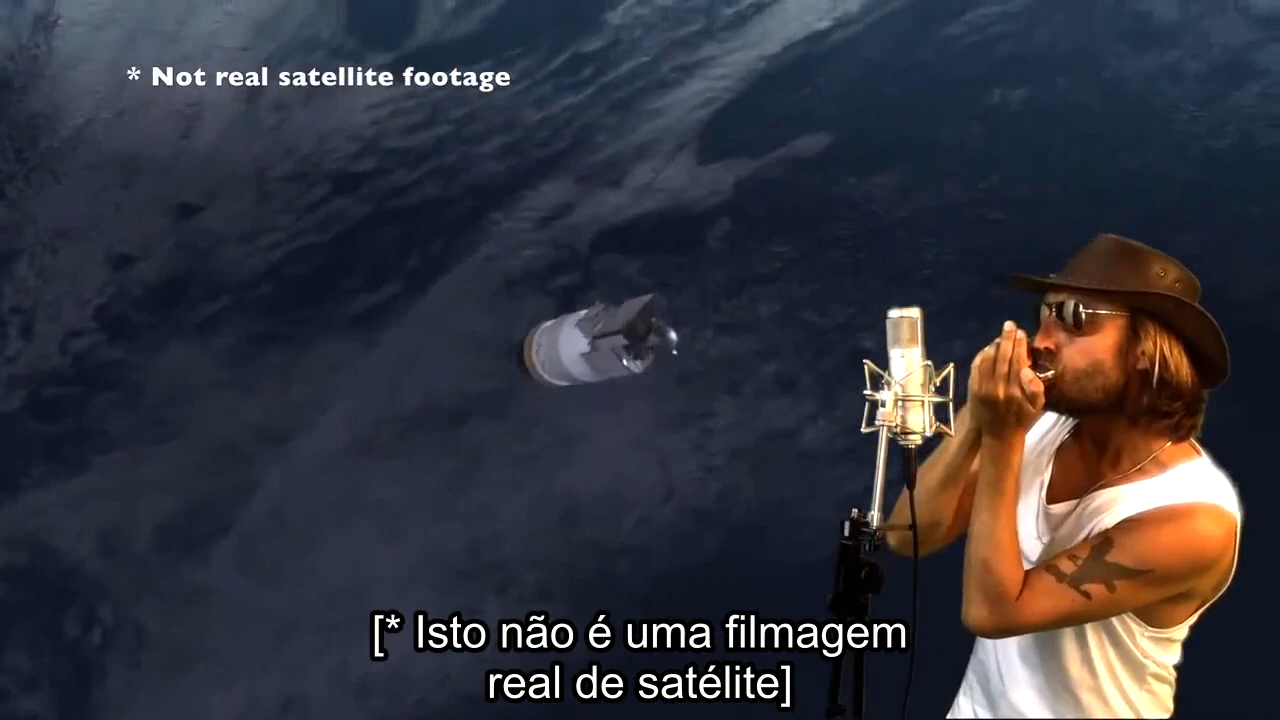 * Not real satellite footage
[* Isto não é uma filmagem
real de satélite]